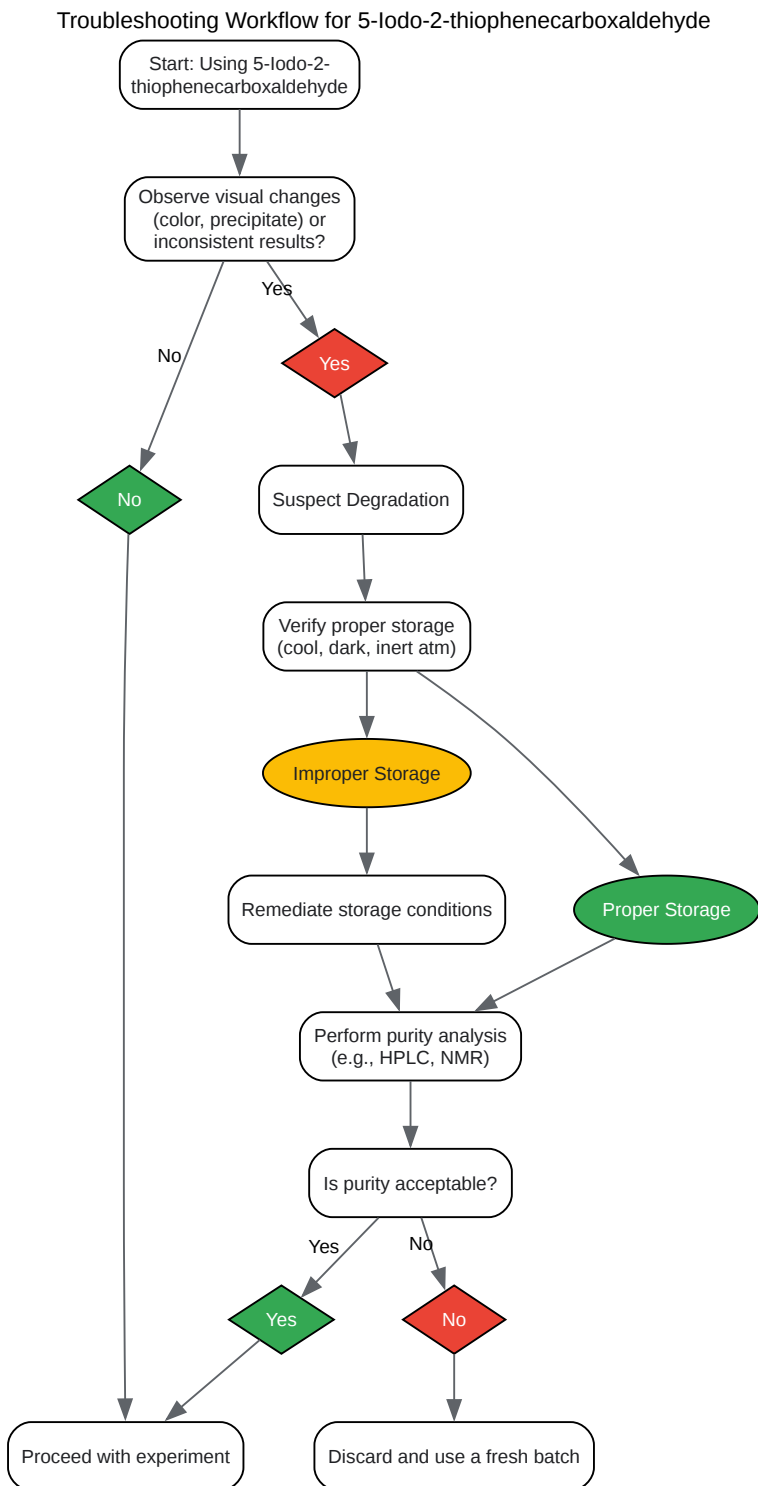 Troubleshooting Workflow for 5-Iodo-2-thiophenecarboxaldehyde
Start: Using 5-Iodo-2-
thiophenecarboxaldehyde
Observe visual changes
(color, precipitate) or
inconsistent results?
Yes
No
Yes
No
Suspect Degradation
Verify proper storage
(cool, dark, inert atm)
Improper Storage
Remediate storage conditions
Proper Storage
Perform purity analysis
(e.g., HPLC, NMR)
Is purity acceptable?
Yes
No
Yes
No
Proceed with experiment
Discard and use a fresh batch